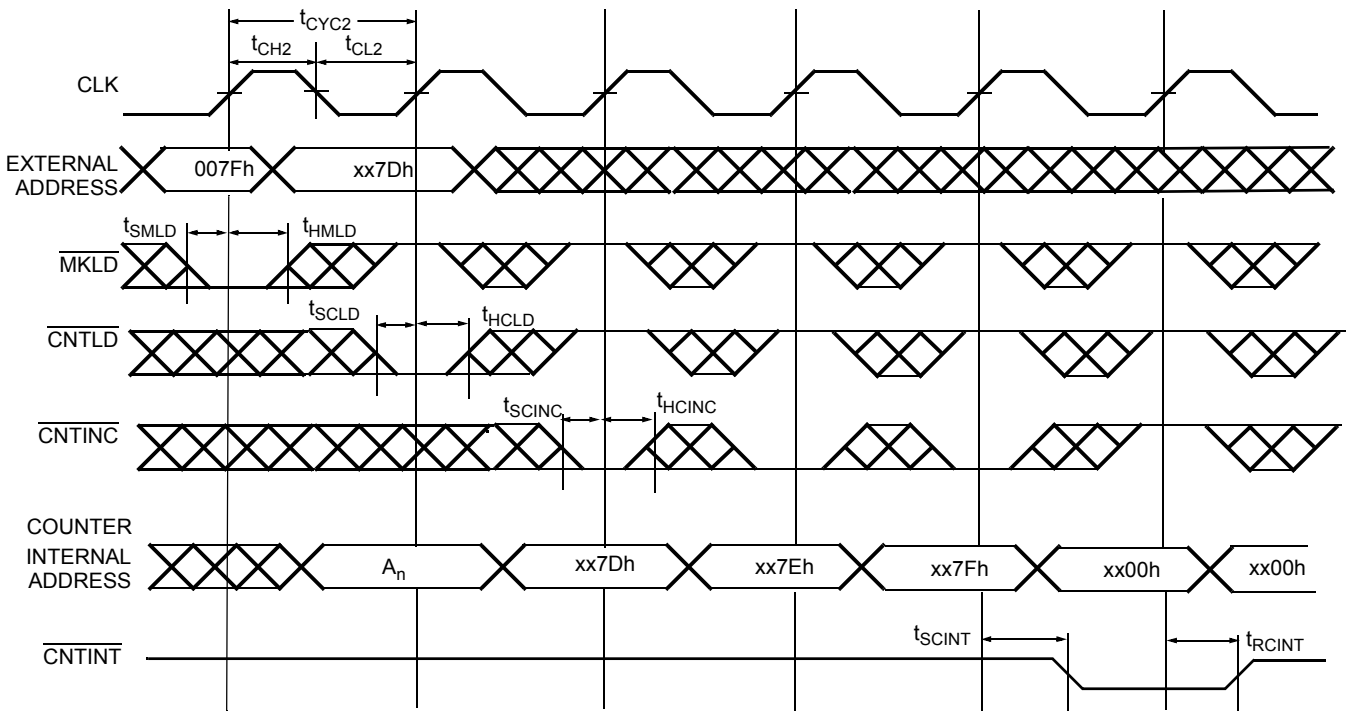 tCYC2
tCH2
tCL2
CLK
EXTERNAL
ADDRESS
007Fh
xx7Dh
tSMLD
tHMLD
MKLD
tSCLD
tHCLD
CNTLD
tSCINC
tHCINC
CNTINC
COUNTER
INTERNAL
ADDRESS
An
xx7Dh
xx7Eh
xx7Fh
xx00h
xx00h
tSCINT
tRCINT
CNTINT